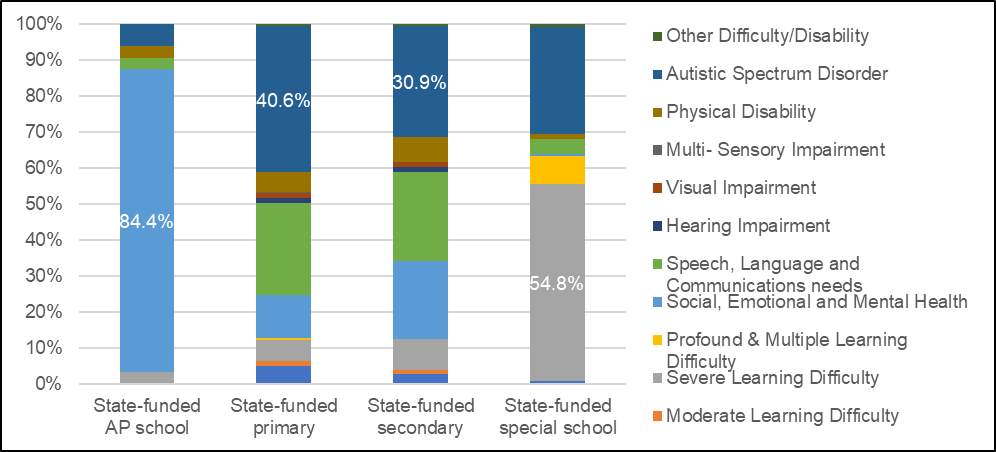 100%
90%
80%
70%
60%
50%
40%
30%
20%
10%
0%
84.4%
40.6%
30.9%
54.8%
State-funded
AP school
State-funded
primary
State-funded
secondary
State-funded
special school
Other Difficulty/Disability
Autistic Spectrum Disorder
Physical Disability
Multi- Sensory Impairment
Visual Impairment
Hearing Impairment
Speech, Language and
Communications needs
Social, Emotional and Mental Health
Profound & Multiple Learning
Difficulty
Severe Learning Difficulty
Moderate Learning Difficulty